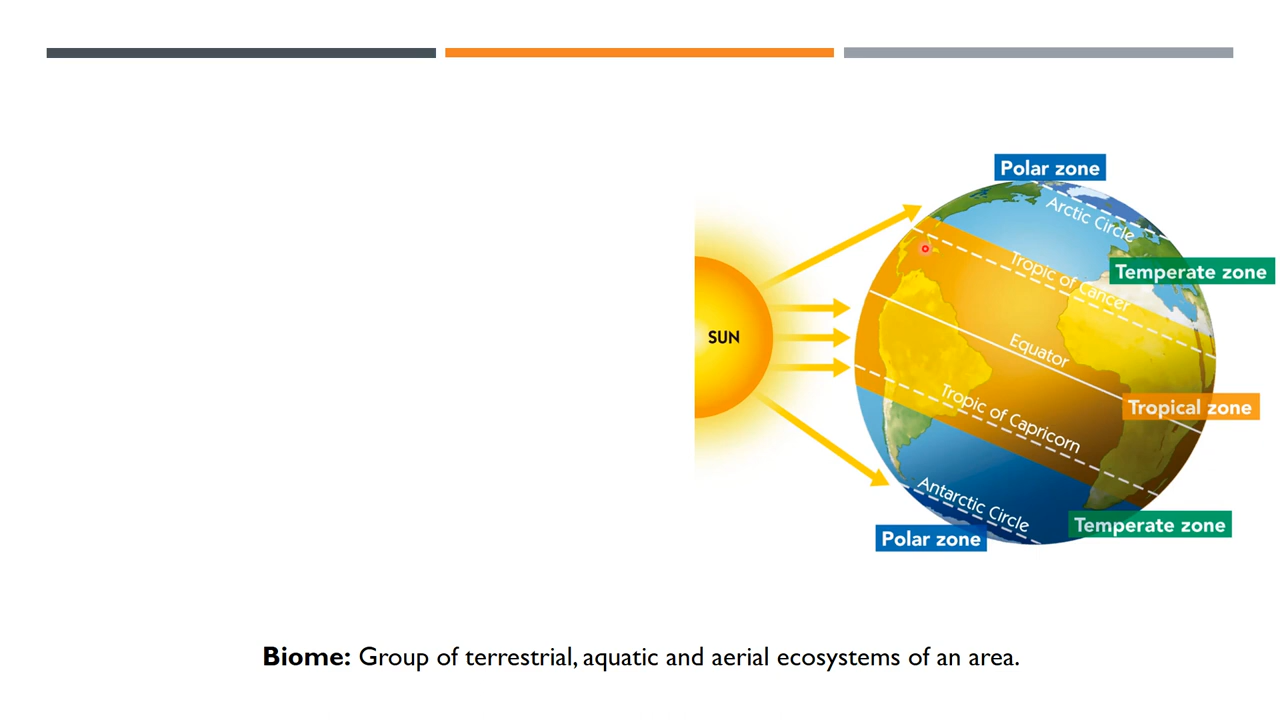 Polar zone
Arctic Circle
Temperate zone
Tropic of Cancer
SUN
Equator
Tropical zone
Tropic of Capricorn
Antarctic Circle
Temperate zone
Polar zone
Biome: Group of terrestrial, aquatic and aerial ecosystems of an area.